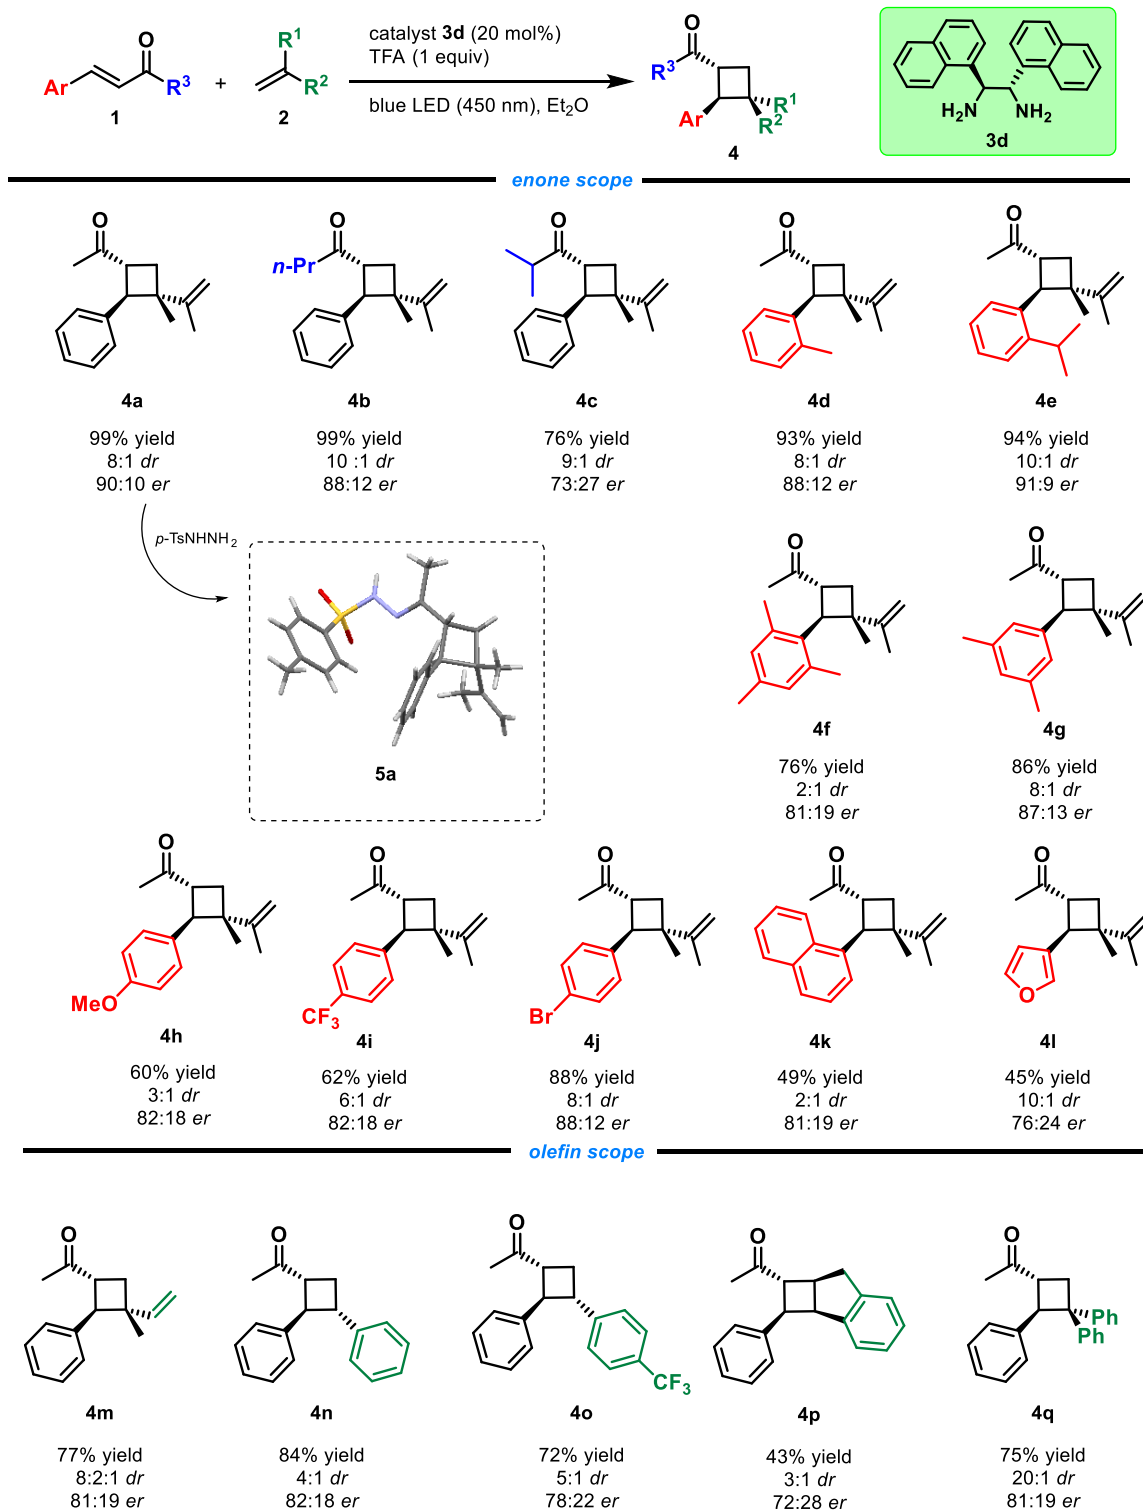 O
Ar
R³
1
+
R¹
R²
2
catalyst 3d (20 mol%)
TFA (1 equiv)
blue LED (450 nm), Et₂O
O
R³
Ar
R¹
R²
4
H₂N
NH₂
3d
enone scope
O
4a
99% yield
8:1 dr
90:10 er
O
n-Pr
4b
99% yield
10 :1 dr
88:12 er
O
4c
76% yield
9:1 dr
73:27 er
O
4d
93% yield
8:1 dr
88:12 er
O
4e
94% yield
10:1 dr
91:9 er
p-TsNHNH₂
5a
O
4f
76% yield
2:1 dr
81:19 er
O
4g
86% yield
8:1 dr
87:13 er
O
MeO
4h
60% yield
3:1 dr
82:18 er
O
CF₃
4i
62% yield
6:1 dr
82:18 er
O
Br
4j
88% yield
8:1 dr
88:12 er
O
4k
49% yield
2:1 dr
81:19 er
O
O
4l
45% yield
10:1 dr
76:24 er
olefin scope
O
4m
77% yield
8:2:1 dr
81:19 er
O
4n
84% yield
4:1 dr
82:18 er
O
CF₃
4o
72% yield
5:1 dr
78:22 er
O
4p
43% yield
3:1 dr
72:28 er
O
Ph
Ph
4q
75% yield
20:1 dr
81:19 er